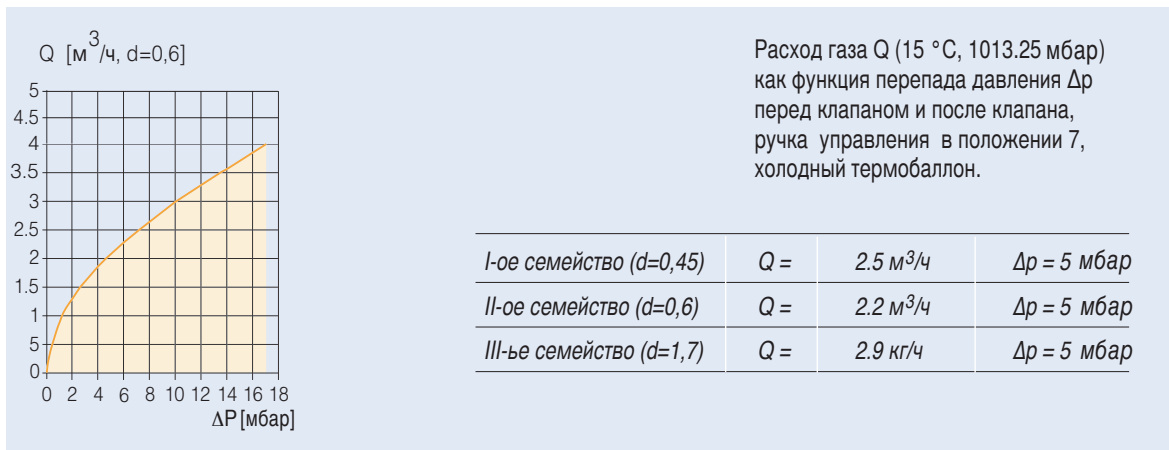 Q [м³/ч, d=0,6]
5
4.5
4
3.5
3
2.5
2
1.5
1
5
0
0 2 4 6 8 10 12 14 16 18
ΔP [мбар]
Расход газа Q (15 °C, 1013.25 мбар)
как функция перепада давления Δp
перед клапаном и после клапана,
ручка управления в положении 7,
холодный термобаллон.
I-ое семейство (d=0,45) Q = 2.5 м³/ч Δp = 5 мбар
II-ое семейство (d=0,6) Q = 2.2 м³/ч Δp = 5 мбар
III-ье семейство (d=1,7) Q = 2.9 кг/ч Δp = 5 мбар